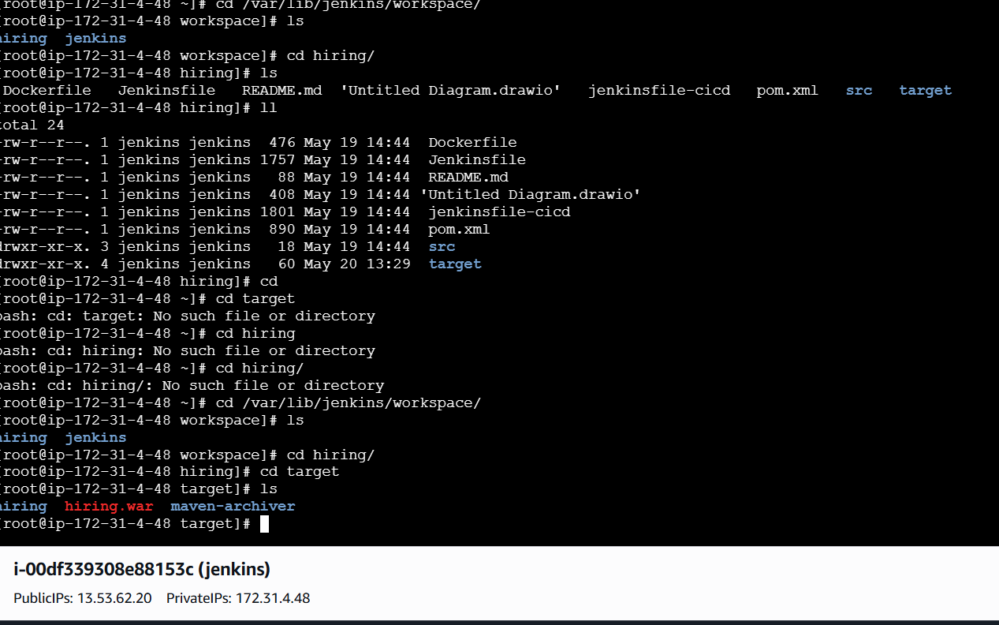 [root@ip-172-31-4-48 ~]# cd /var/lib/jenkins/workspace/
[root@ip-172-31-4-48 workspace]# ls
hiring  jenkins
[root@ip-172-31-4-48 workspace]# cd hiring/
[root@ip-172-31-4-48 hiring]# ls
Dockerfile   Jenkinsfile   README.md  'Untitled Diagram.drawio'   jenkinsfile-cicd   pom.xml   src   target
[root@ip-172-31-4-48 hiring]# ll
total 24
-rw-r--r--. 1 jenkins jenkins  476 May 19 14:44  Dockerfile
-rw-r--r--. 1 jenkins jenkins 1757 May 19 14:44  Jenkinsfile
-rw-r--r--. 1 jenkins jenkins   88 May 19 14:44  README.md
-rw-r--r--. 1 jenkins jenkins  408 May 19 14:44 'Untitled Diagram.drawio'
-rw-r--r--. 1 jenkins jenkins 1801 May 19 14:44  jenkinsfile-cicd
-rw-r--r--. 1 jenkins jenkins  890 May 19 14:44  pom.xml
drwxr-xr-x. 3 jenkins jenkins   18 May 19 14:44  src
drwxr-xr-x. 4 jenkins jenkins   60 May 20 13:29  target
[root@ip-172-31-4-48 hiring]# cd
[root@ip-172-31-4-48 ~]# cd target
bash: cd: target: No such file or directory
[root@ip-172-31-4-48 ~]# cd hiring
bash: cd: hiring: No such file or directory
[root@ip-172-31-4-48 ~]# cd hiring/
bash: cd: hiring/: No such file or directory
[root@ip-172-31-4-48 ~]# cd /var/lib/jenkins/workspace/
[root@ip-172-31-4-48 workspace]# ls
hiring  jenkins
[root@ip-172-31-4-48 workspace]# cd hiring/
[root@ip-172-31-4-48 hiring]# cd target
[root@ip-172-31-4-48 target]# ls
hiring  hiring.war  maven-archiver
[root@ip-172-31-4-48 target]#
i-00df339308e88153c (jenkins)
PublicIPs: 13.53.62.20   PrivateIPs: 172.31.4.48